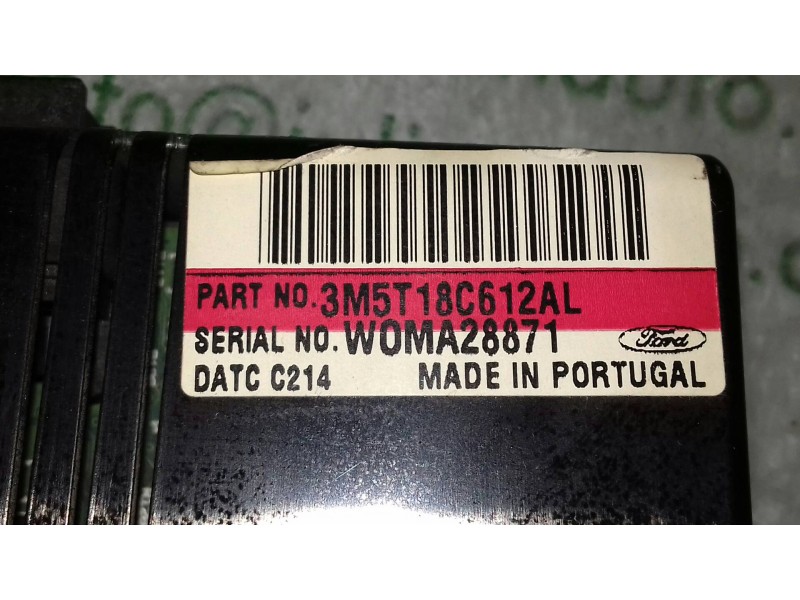 PART NO. 3M5T18C612AL
SERIAL NO. WOMA28871
Ford
DATC C214 MADE IN PORTUGAL